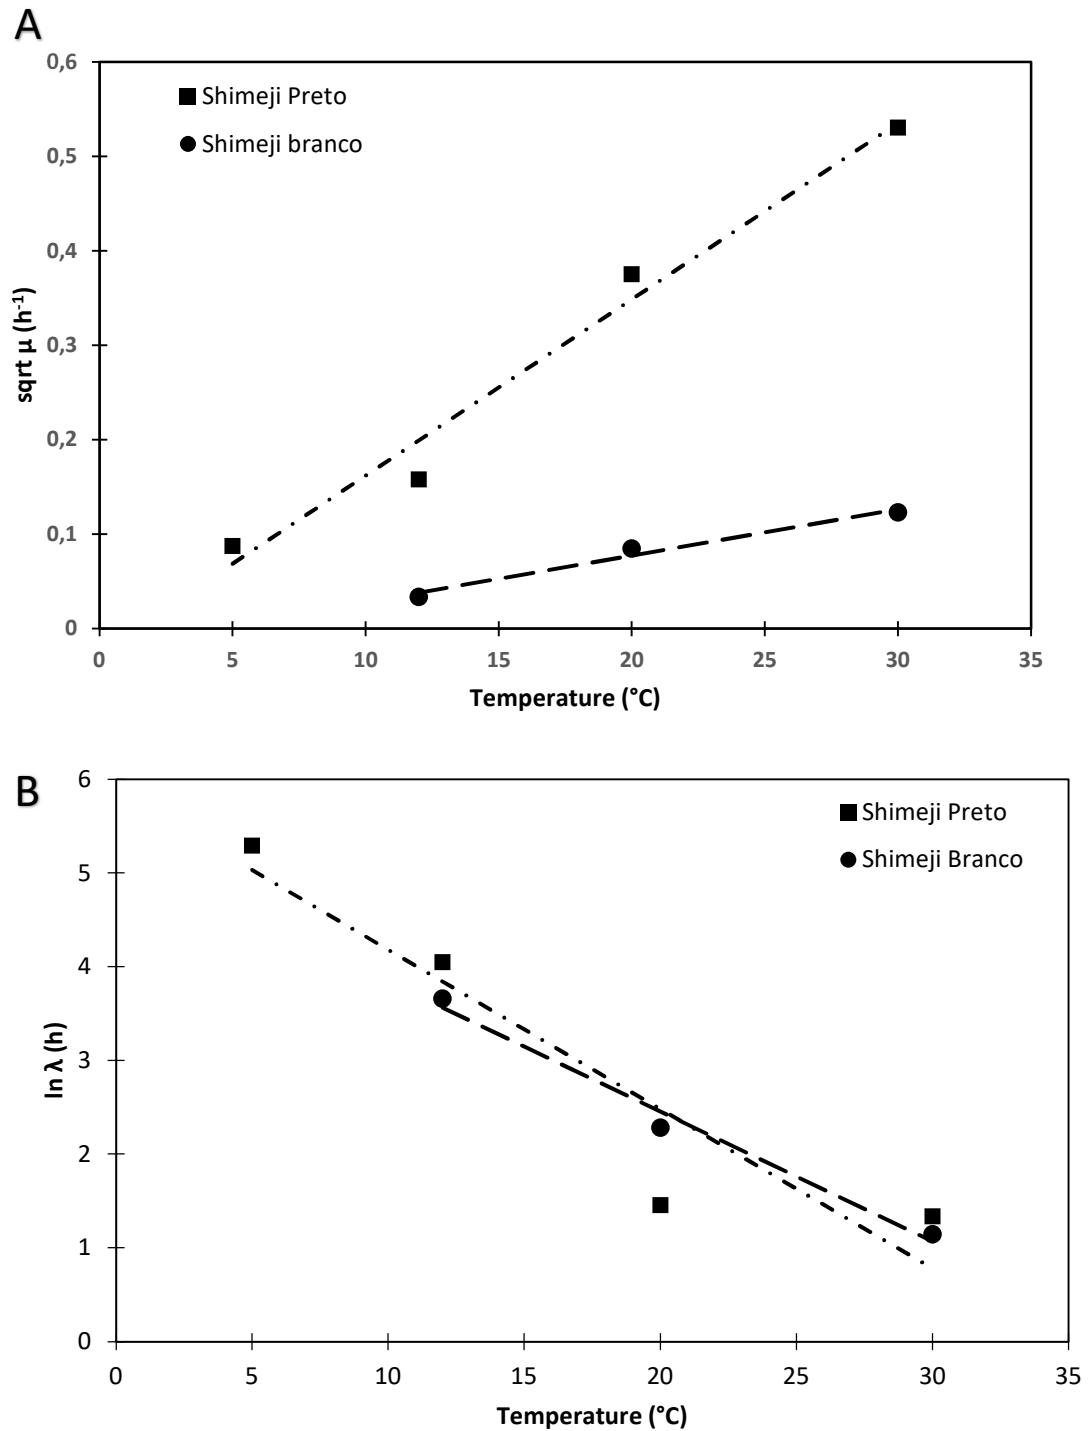 A
0,6
0,5
0,4
0,3
0,2
0,1
0
sqrt µ (h-1)
Shimeji Preto
Shimeji branco
0 5 10 15 20 25 30 35
Temperature (°C)
B
6
5
4
3
2
1
0
ln λ (h)
Shimeji Preto
Shimeji Branco
0 5 10 15 20 25 30 35
Temperature (°C)